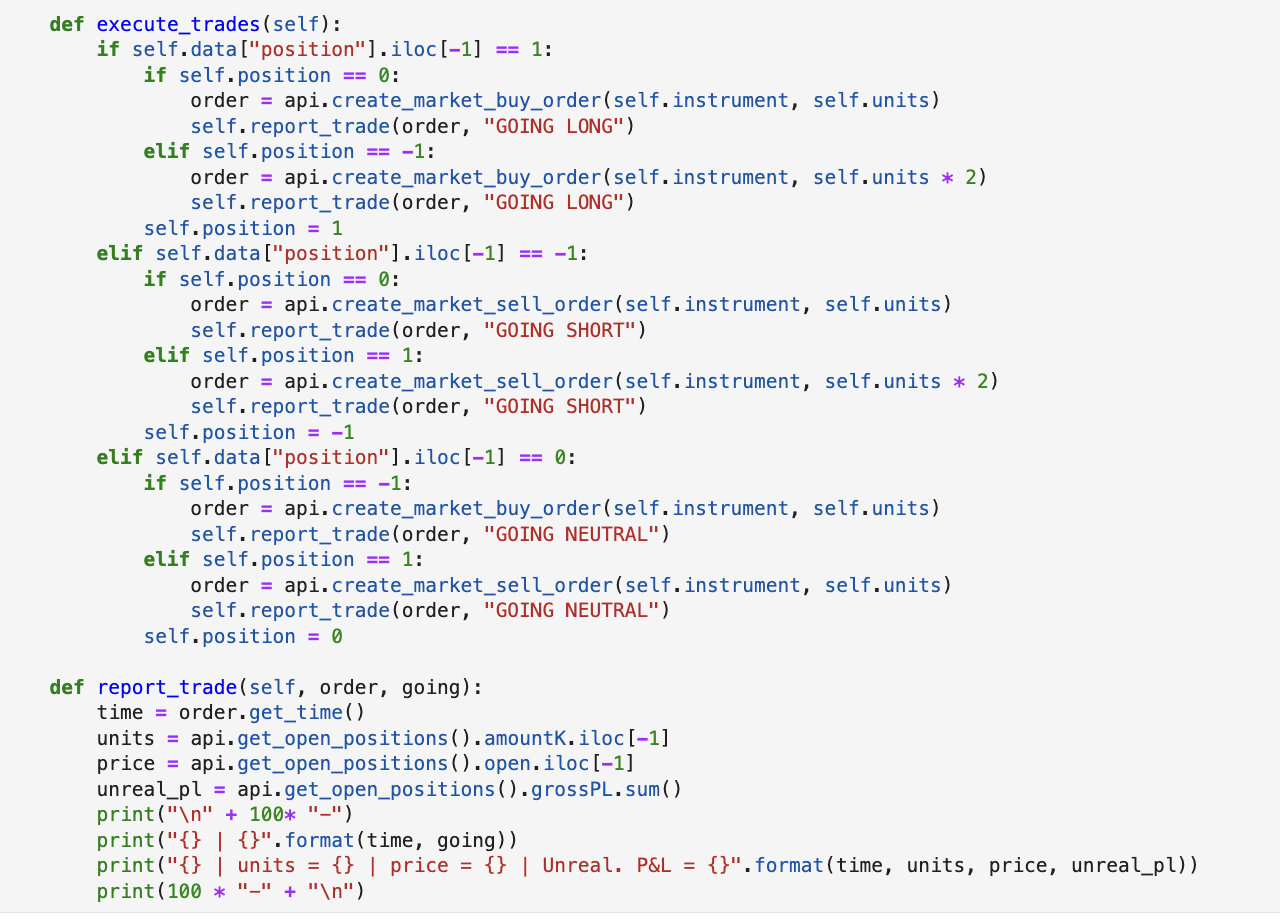 def execute_trades(self):
        if self.data["position"].iloc[-1] == 1:
            if self.position == 0:
                order = api.create_market_buy_order(self.instrument, self.units)
                self.report_trade(order, "GOING LONG")
            elif self.position == -1:
                order = api.create_market_buy_order(self.instrument, self.units * 2)
                self.report_trade(order, "GOING LONG")
            self.position = 1
        elif self.data["position"].iloc[-1] == -1:
            if self.position == 0:
                order = api.create_market_sell_order(self.instrument, self.units)
                self.report_trade(order, "GOING SHORT")
            elif self.position == 1:
                order = api.create_market_sell_order(self.instrument, self.units * 2)
                self.report_trade(order, "GOING SHORT")
            self.position = -1
        elif self.data["position"].iloc[-1] == 0:
            if self.position == -1:
                order = api.create_market_buy_order(self.instrument, self.units)
                self.report_trade(order, "GOING NEUTRAL")
            elif self.position == 1:
                order = api.create_market_sell_order(self.instrument, self.units)
                self.report_trade(order, "GOING NEUTRAL")
            self.position = 0

    def report_trade(self, order, going):
        time = order.get_time()
        units = api.get_open_positions().amountK.iloc[-1]
        price = api.get_open_positions().open.iloc[-1]
        unreal_pl = api.get_open_positions().grossPL.sum()
        print("\n" + 100* "-")
        print("{} | {}".format(time, going))
        print("{} | units = {} | price = {} | Unreal. P&L = {}".format(time, units, price, unreal_pl))
        print(100 * "-" + "\n")